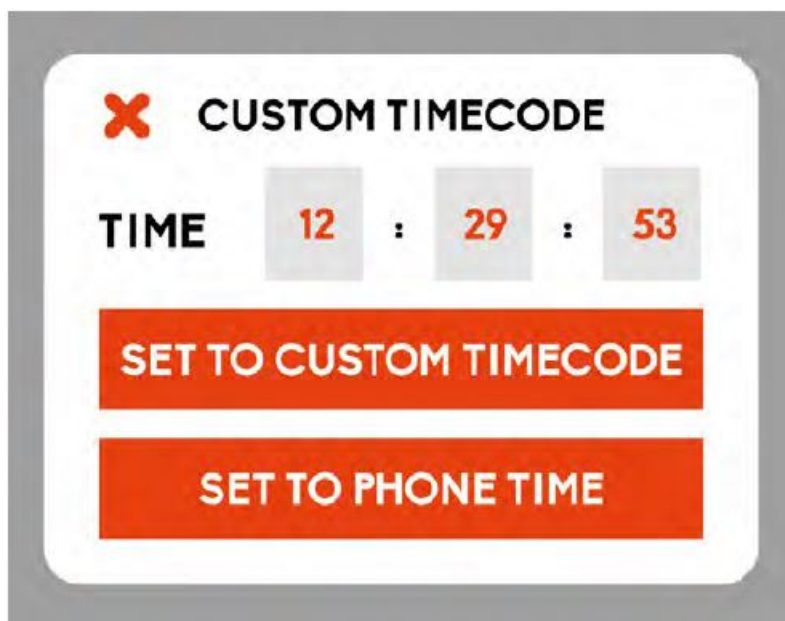 CUSTOM TIMECODE
TIME 12 : 29 : 53
SET TO CUSTOM TIMECODE
SET TO PHONE TIME